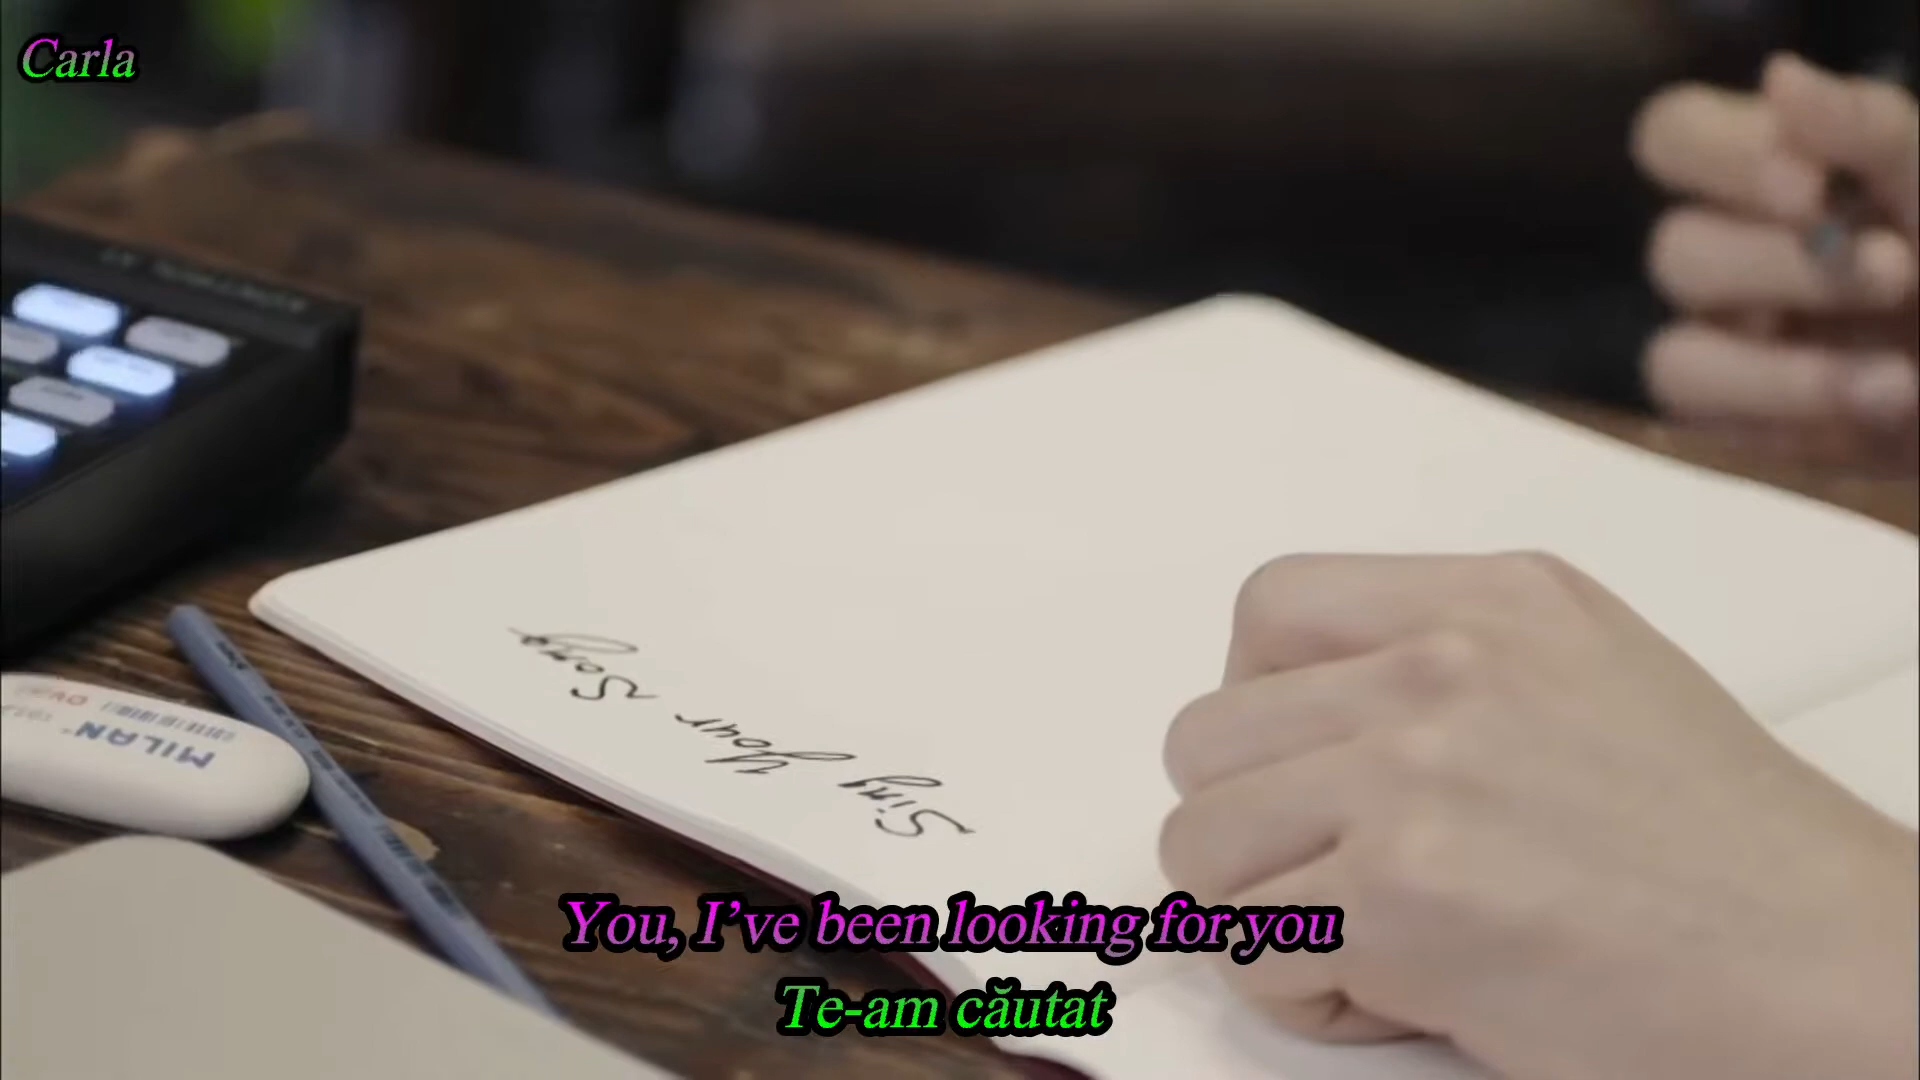 Carla
Sing Your Song
MILAN
You, I've been looking for you
Te-am căutat